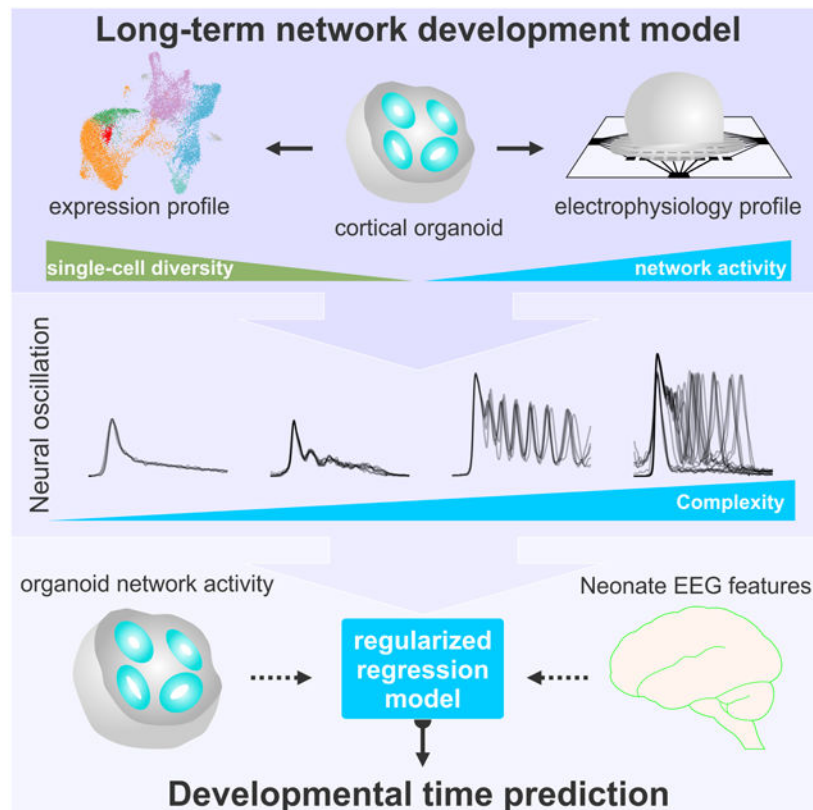 Long-term network development model
expression profile
cortical organoid
electrophysiology profile
single-cell diversity
network activity
Neural oscillation
Complexity
organoid network activity
Neonate EEG features
regularized
regression
model
Developmental time prediction